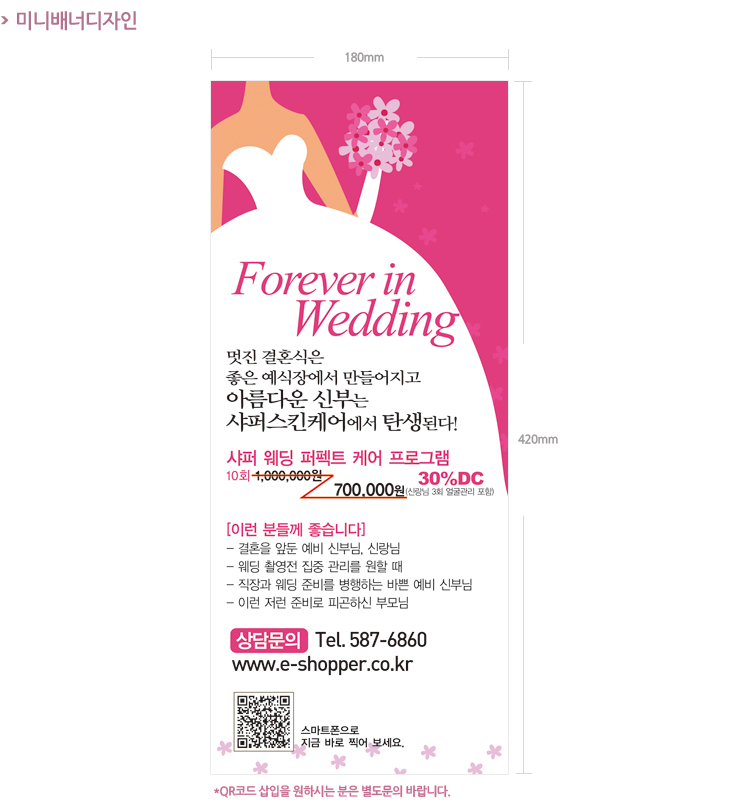 > 미니배너디자인
180mm
Forever in
Wedding
멋진 결혼식은
좋은 예식장에서 만들어지고
아름다운 신부는
샤퍼스킨케어에서 탄생된다!
샤퍼 웨딩 퍼펙트 케어 프로그램
10회 1,000,000원
30%DC
700,000원(신랑님 3회 얼굴관리 포함)
420mm
[이런 분들께 좋습니다]
- 결혼을 앞둔 예비 신부님, 신랑님
- 웨딩 촬영전 집중 관리를 원할 때
- 직장과 웨딩 준비를 병행하는 바쁜 예비 신부님
- 이런 저런 준비로 피곤하신 부모님
상담문의 Tel. 587-6860
www.e-shopper.co.kr
스마트폰으로
지금 바로 찍어 보세요.
*QR코드 삽입을 원하시는 분은 별도문의 바랍니다.